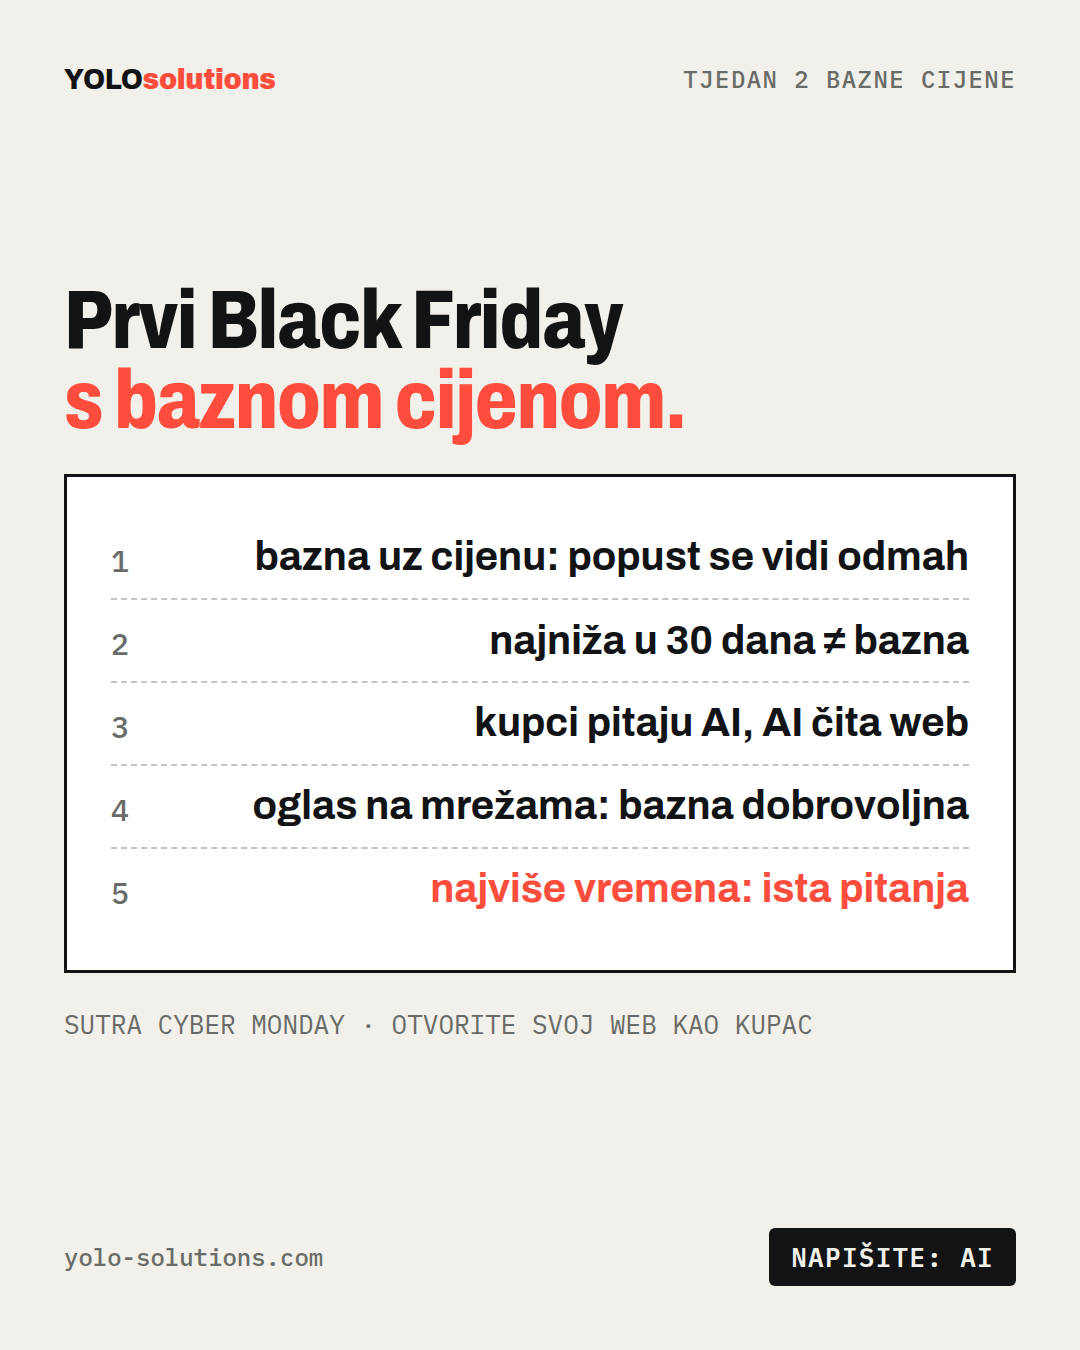 YOLOsolutions
TJEDAN 2 BAZNE CIJENE
Prvi Black Friday
s baznom cijenom.
1 bazna uz cijenu: popust se vidi odmah
2 najniža u 30 dana ≠ bazna
3 kupci pitaju AI, AI čita web
4 oglas na mrežama: bazna dobrovoljna
5 najviše vremena: ista pitanja
SUTRA CYBER MONDAY · OTVORITE SVOJ WEB KAO KUPAC
yolo-solutions.com
NAPIŠITE: AI